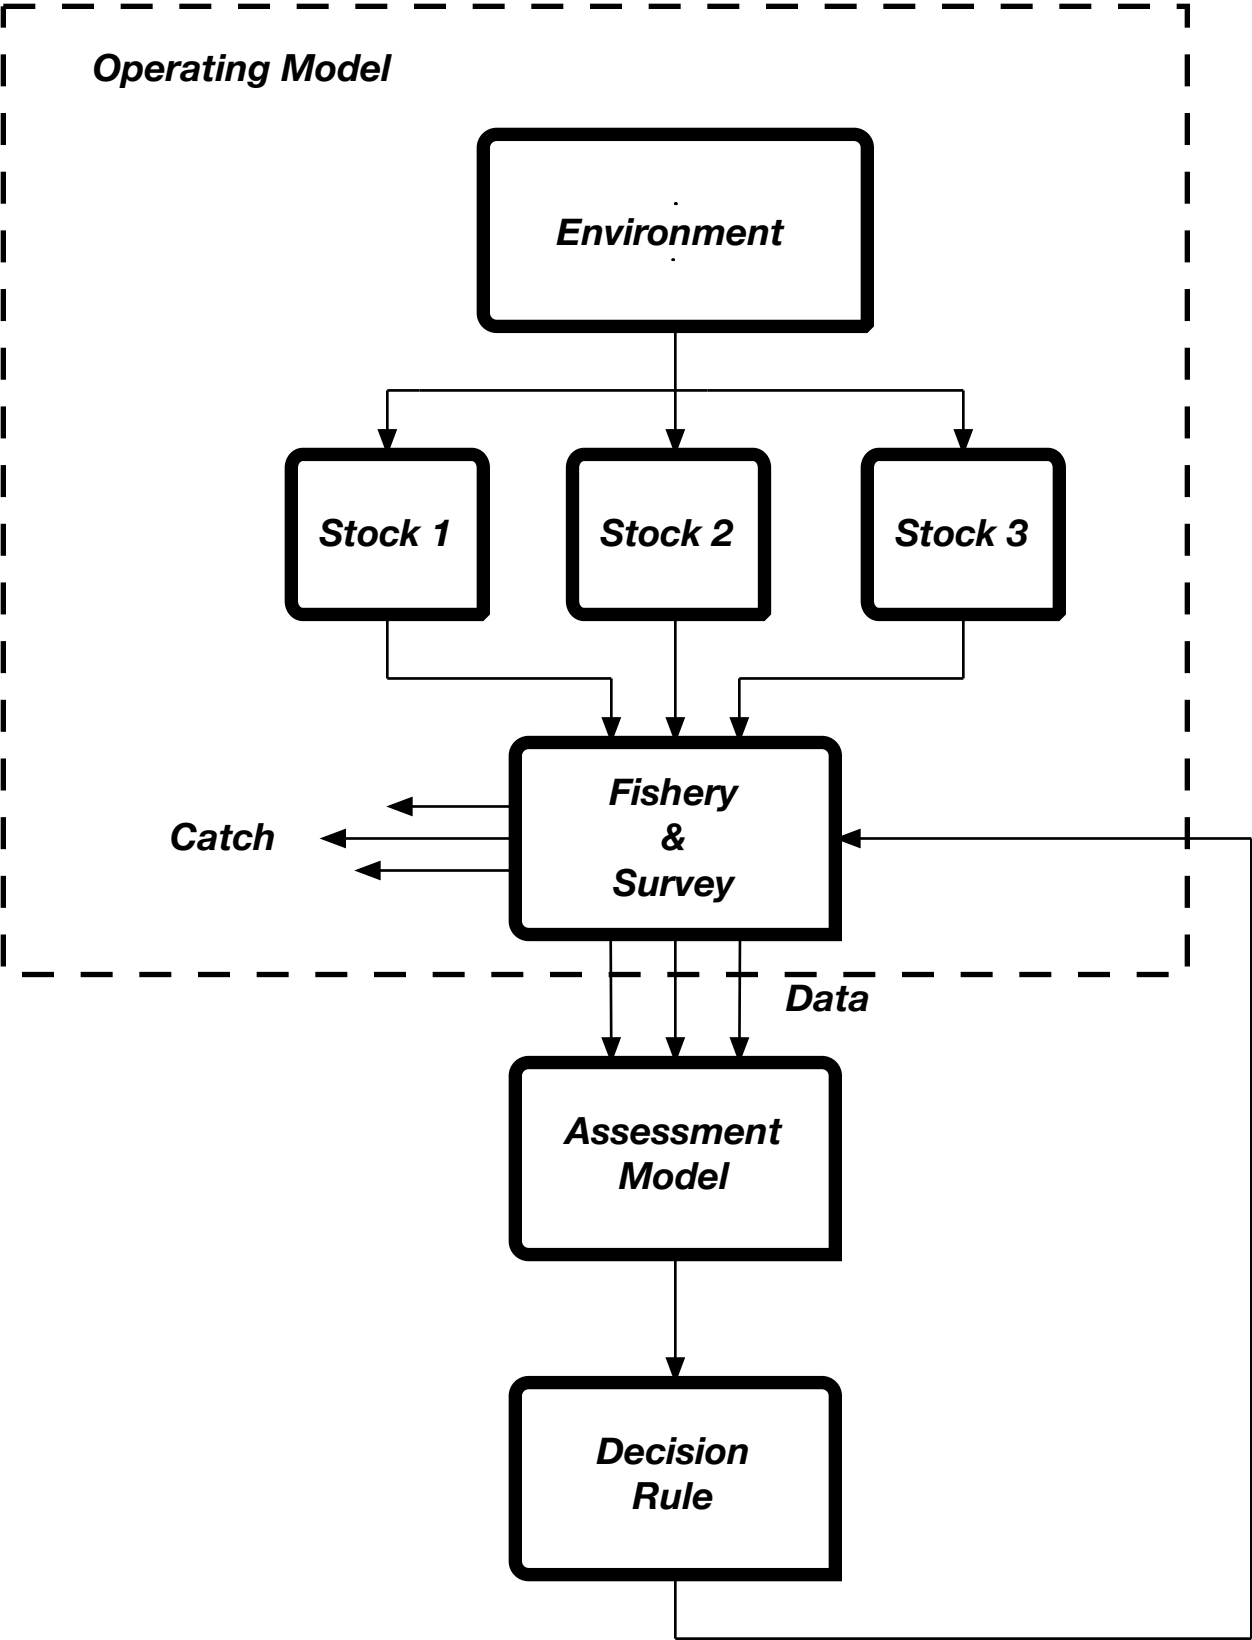 Operating Model
Environment
Stock 1
Stock 2
Stock 3
Fishery
&
Survey
Catch
Data
Assessment
Model
Decision
Rule